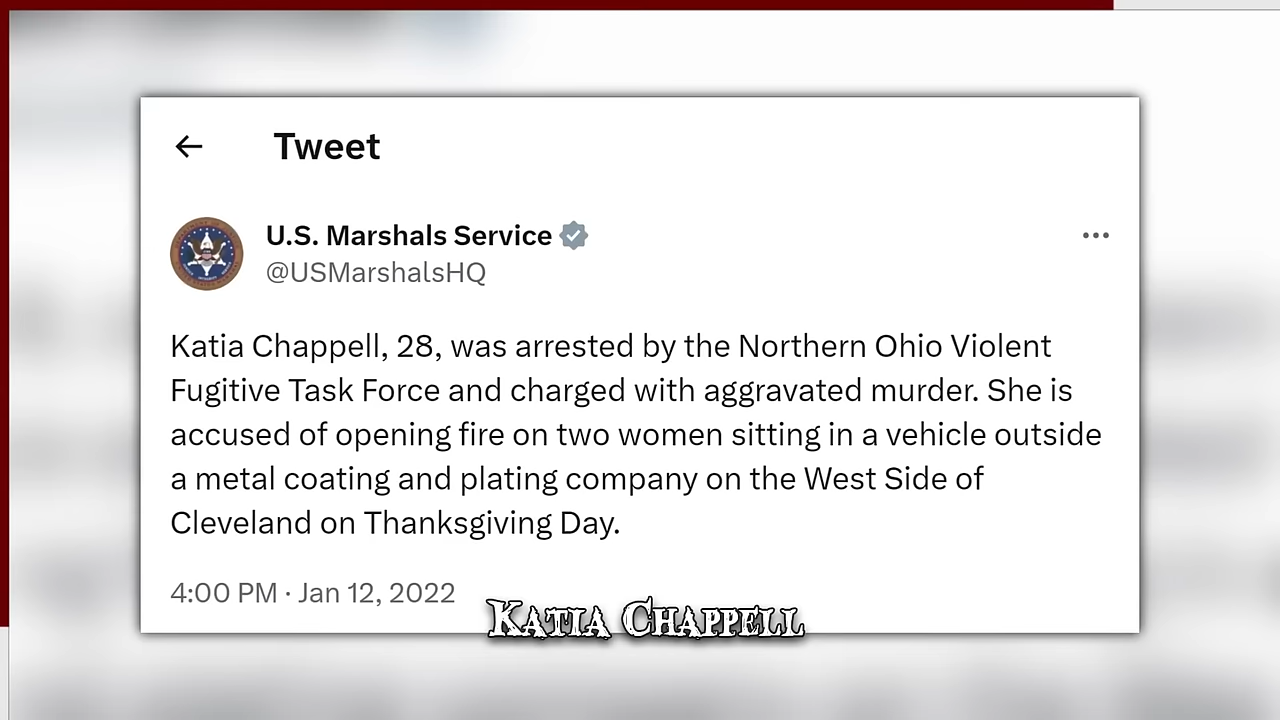 Tweet
U.S. Marshals Service
@USMarshalsHQ
Katia Chappell, 28, was arrested by the Northern Ohio Violent
Fugitive Task Force and charged with aggravated murder. She is
accused of opening fire on two women sitting in a vehicle outside
a metal coating and plating company on the West Side of
Cleveland on Thanksgiving Day.
4:00 PM · Jan 12, 2022
Katia Chappell